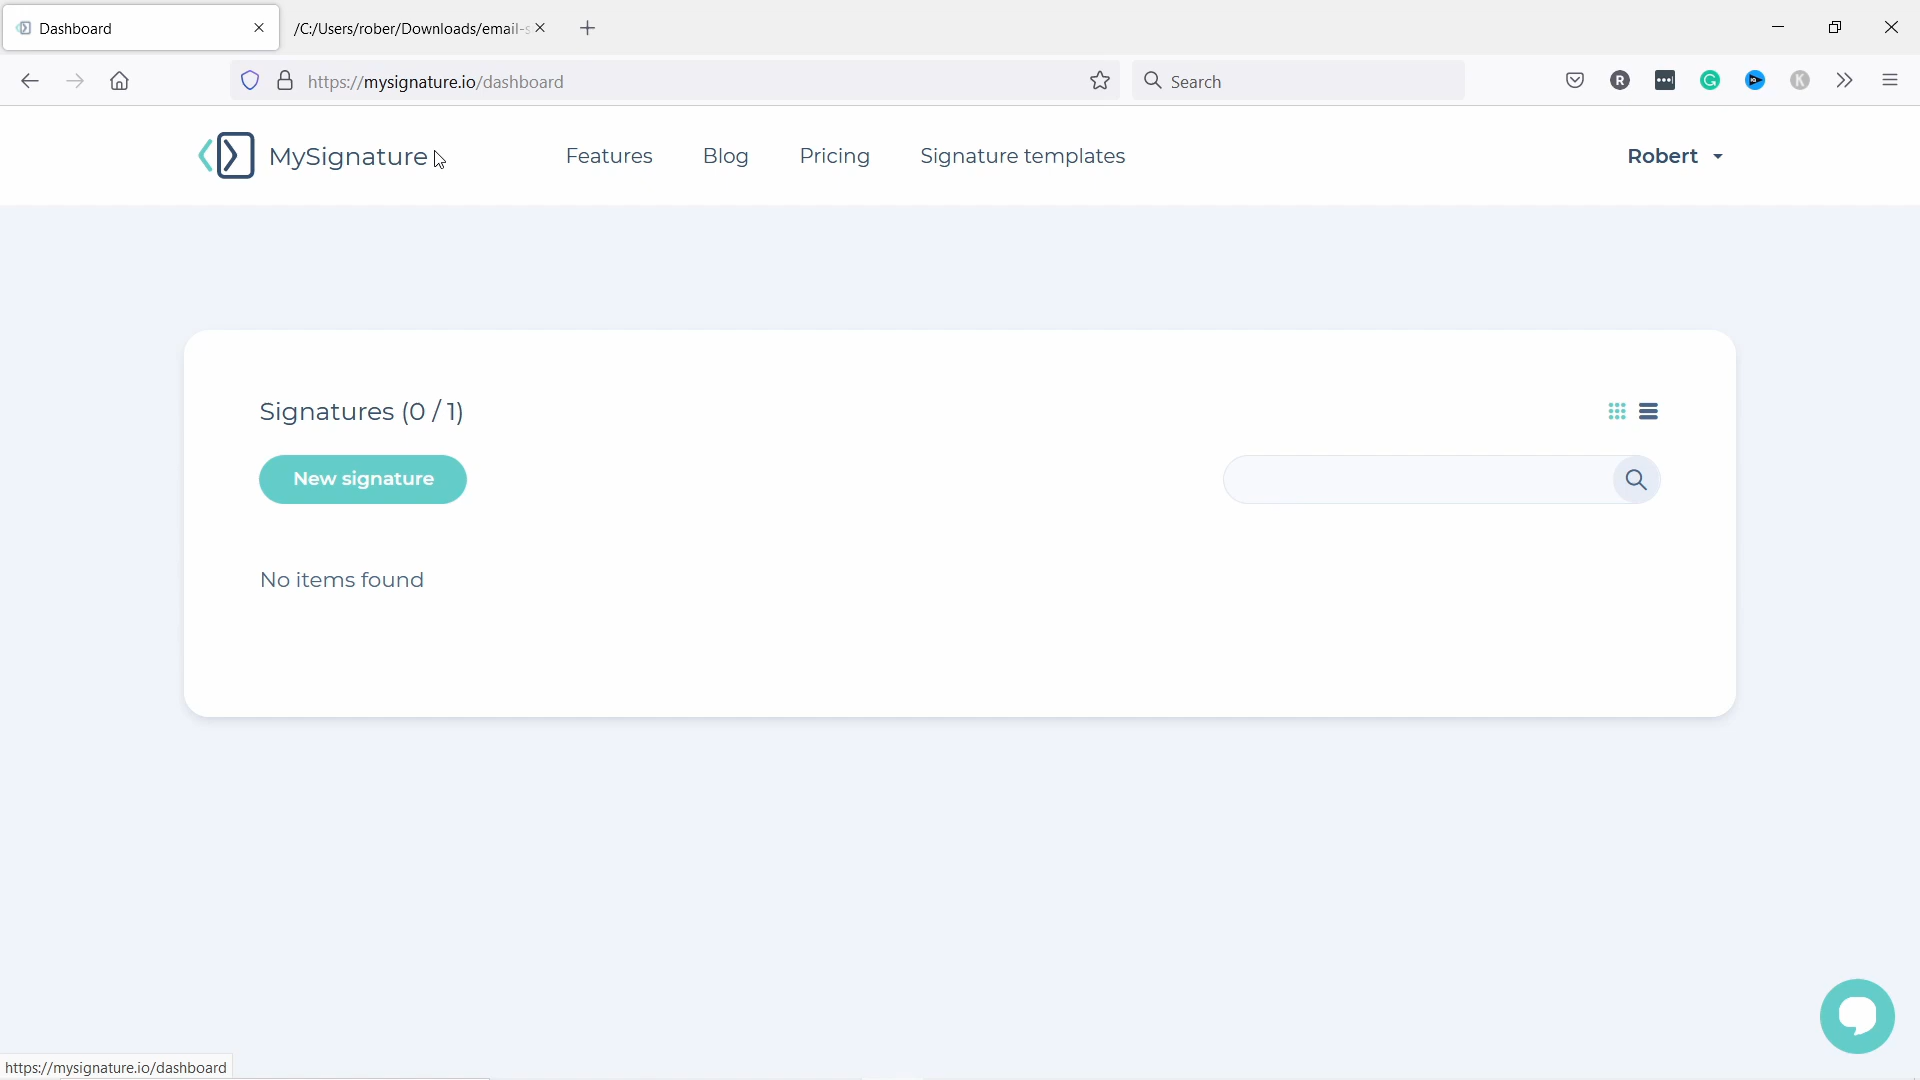 Dashboard
/C:/Users/rober/Downloads/email-s
https://mysignature.io/dashboard
Search
R
K
MySignature
Features
Blog
Pricing
Signature templates
Robert
Signatures (0 / 1)
New signature
No items found
https://mysignature.io/dashboard